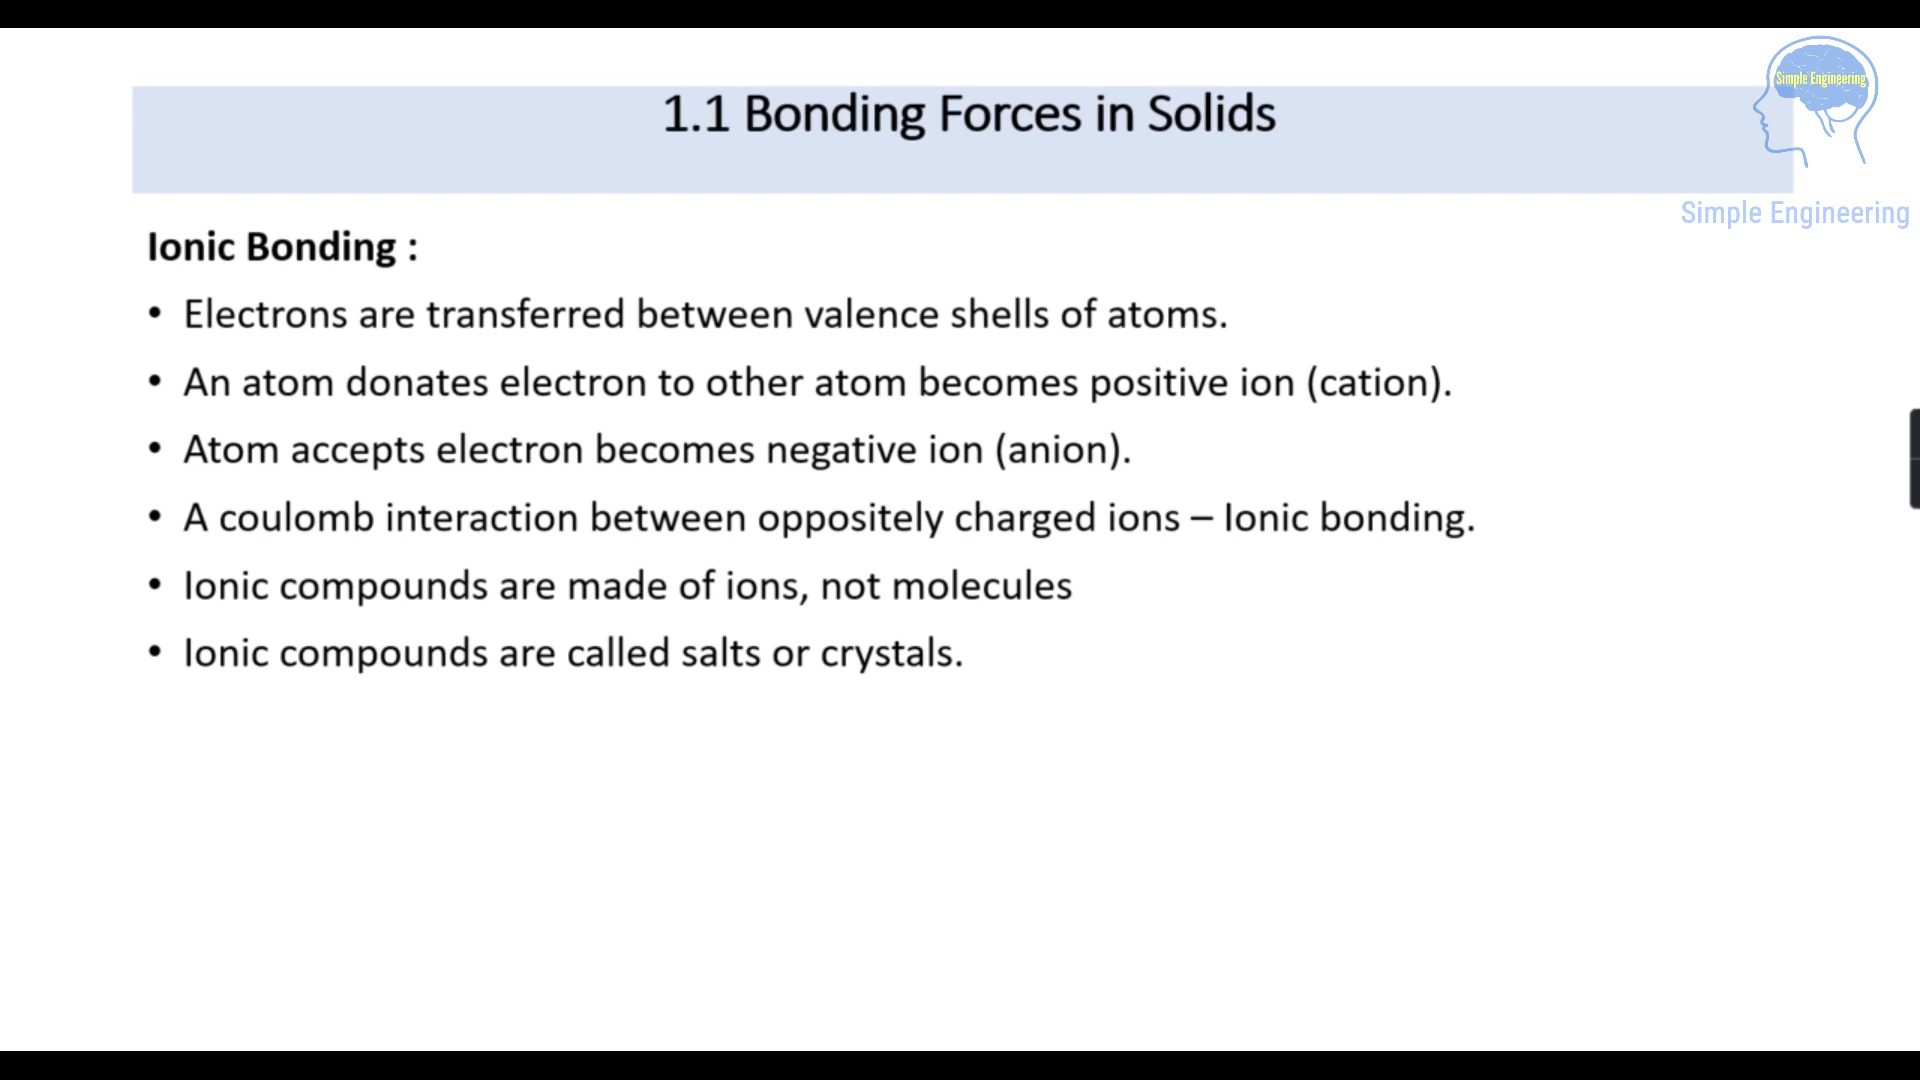 Simple Engineering
1.1 Bonding Forces in Solids
Simple Engineering
Ionic Bonding :
• Electrons are transferred between valence shells of atoms.
• An atom donates electron to other atom becomes positive ion (cation).
• Atom accepts electron becomes negative ion (anion).
• A coulomb interaction between oppositely charged ions – Ionic bonding.
• Ionic compounds are made of ions, not molecules
• Ionic compounds are called salts or crystals.